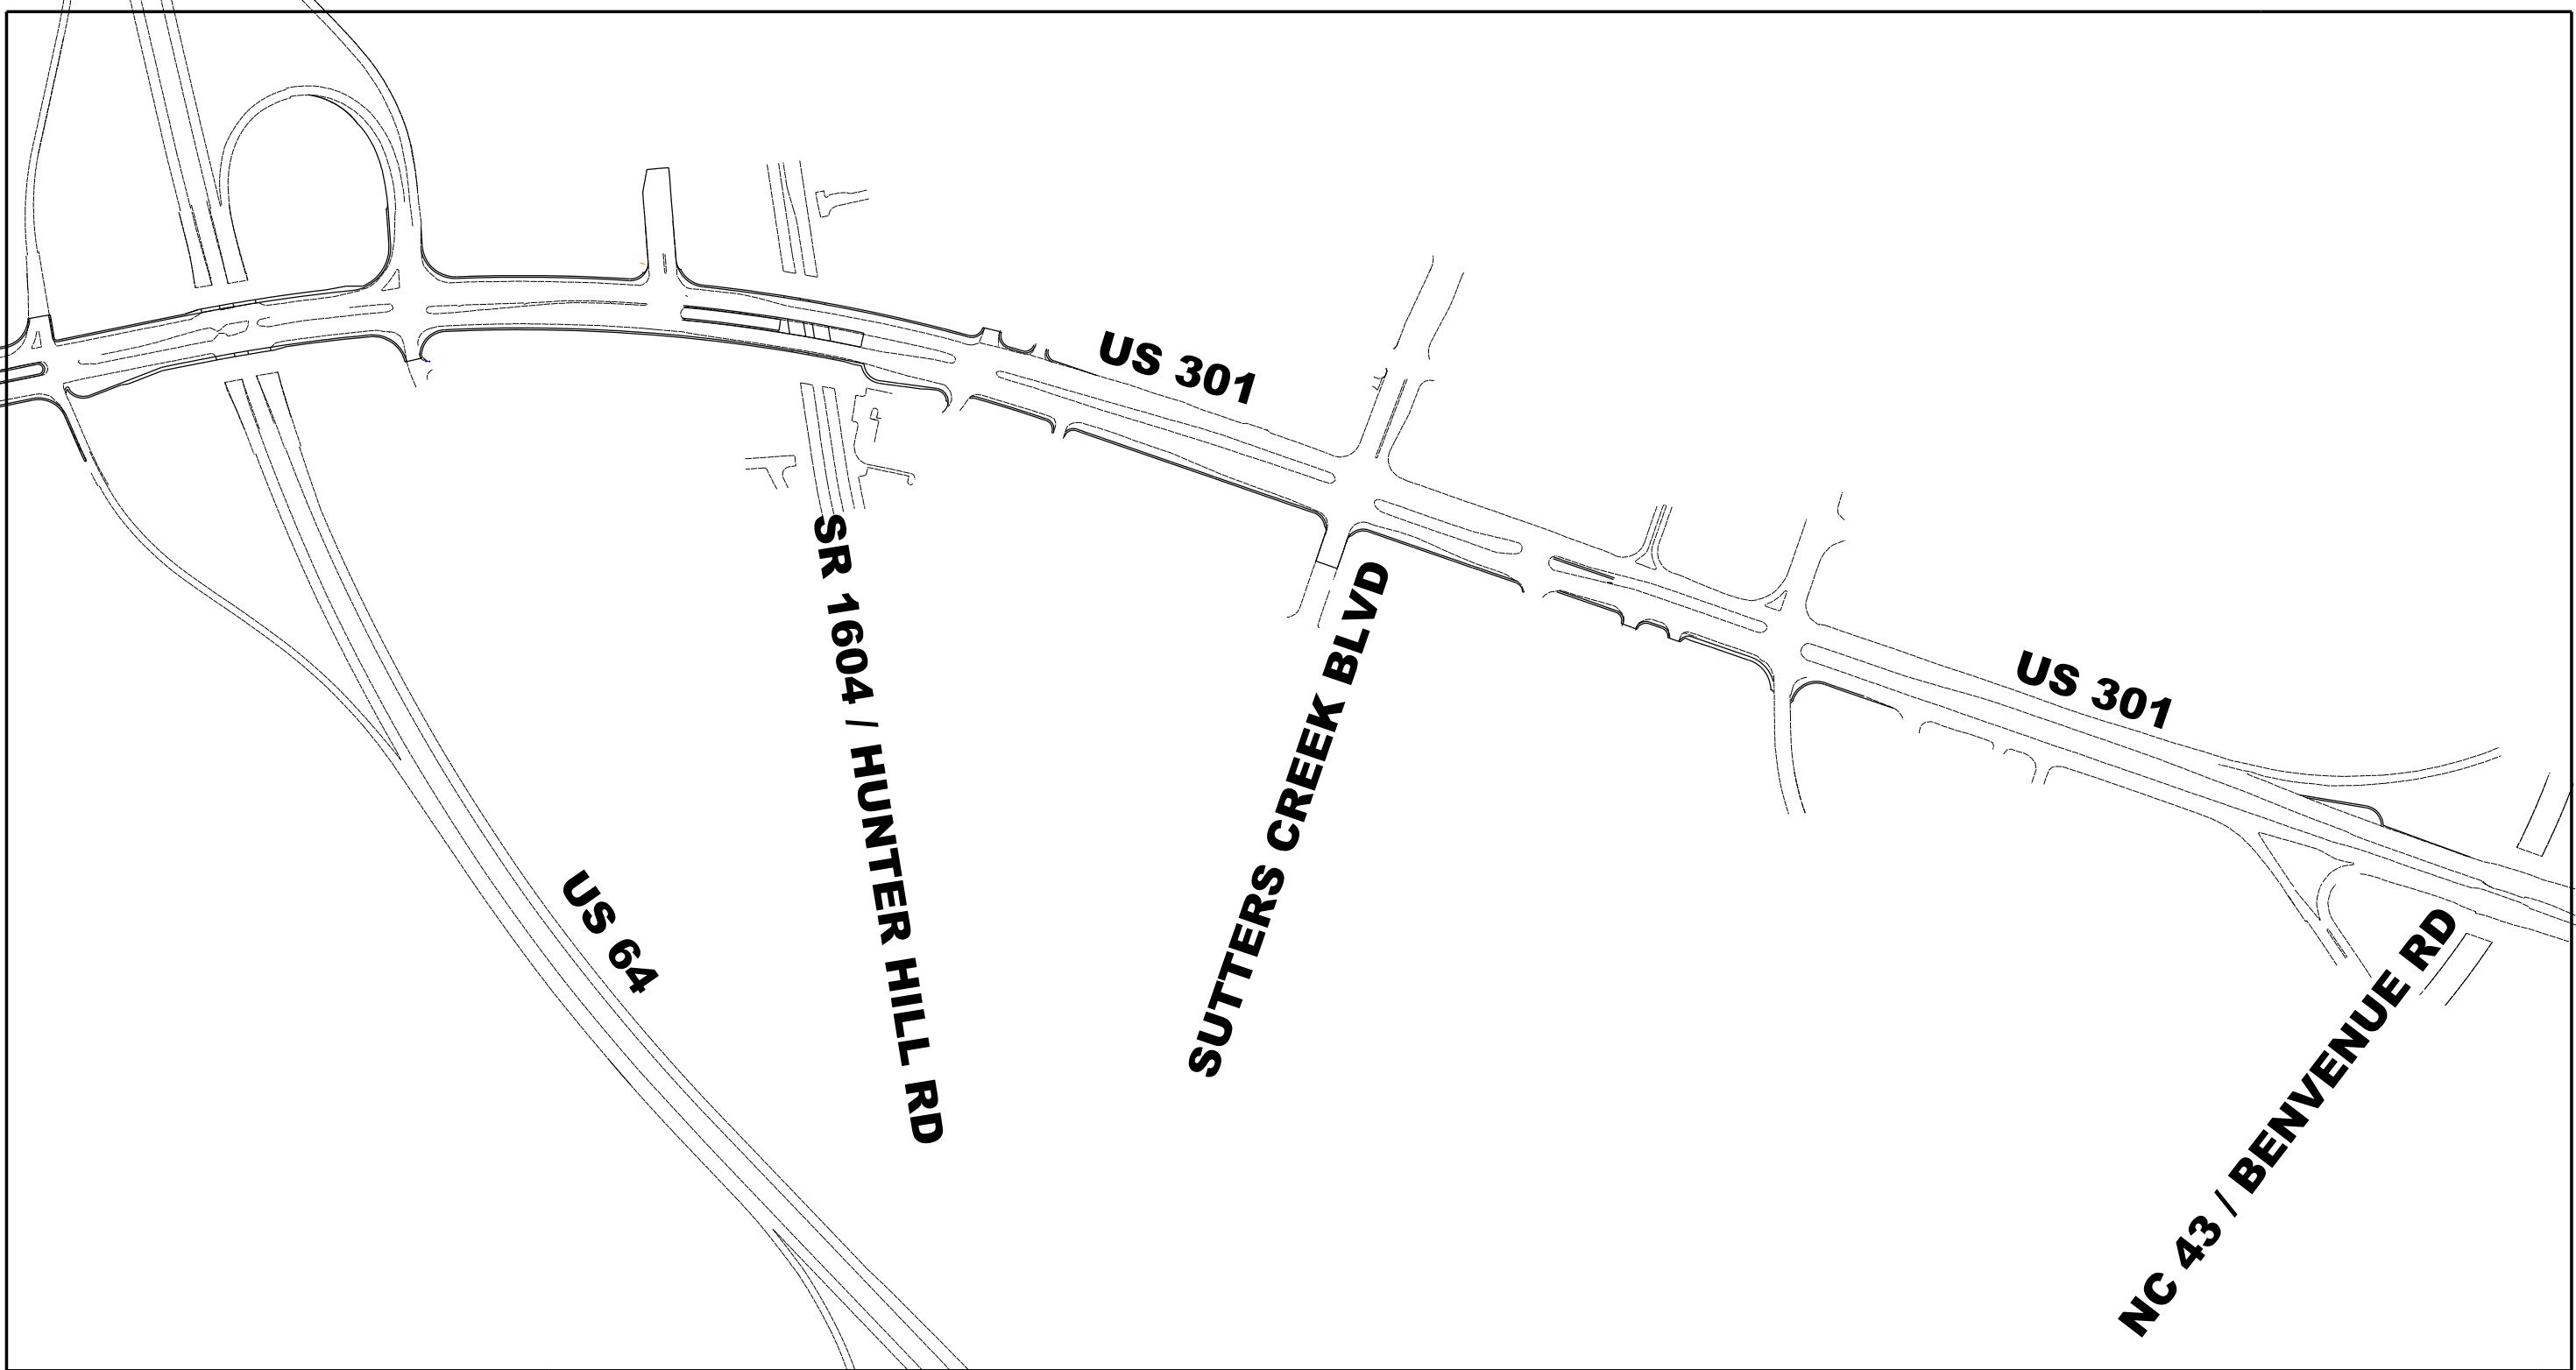 US 301
SR 1604 / HUNTER HILL RD
SUTTERS CREEK BLVD
US 301
US 64
NC 43 / BENVENUE RD